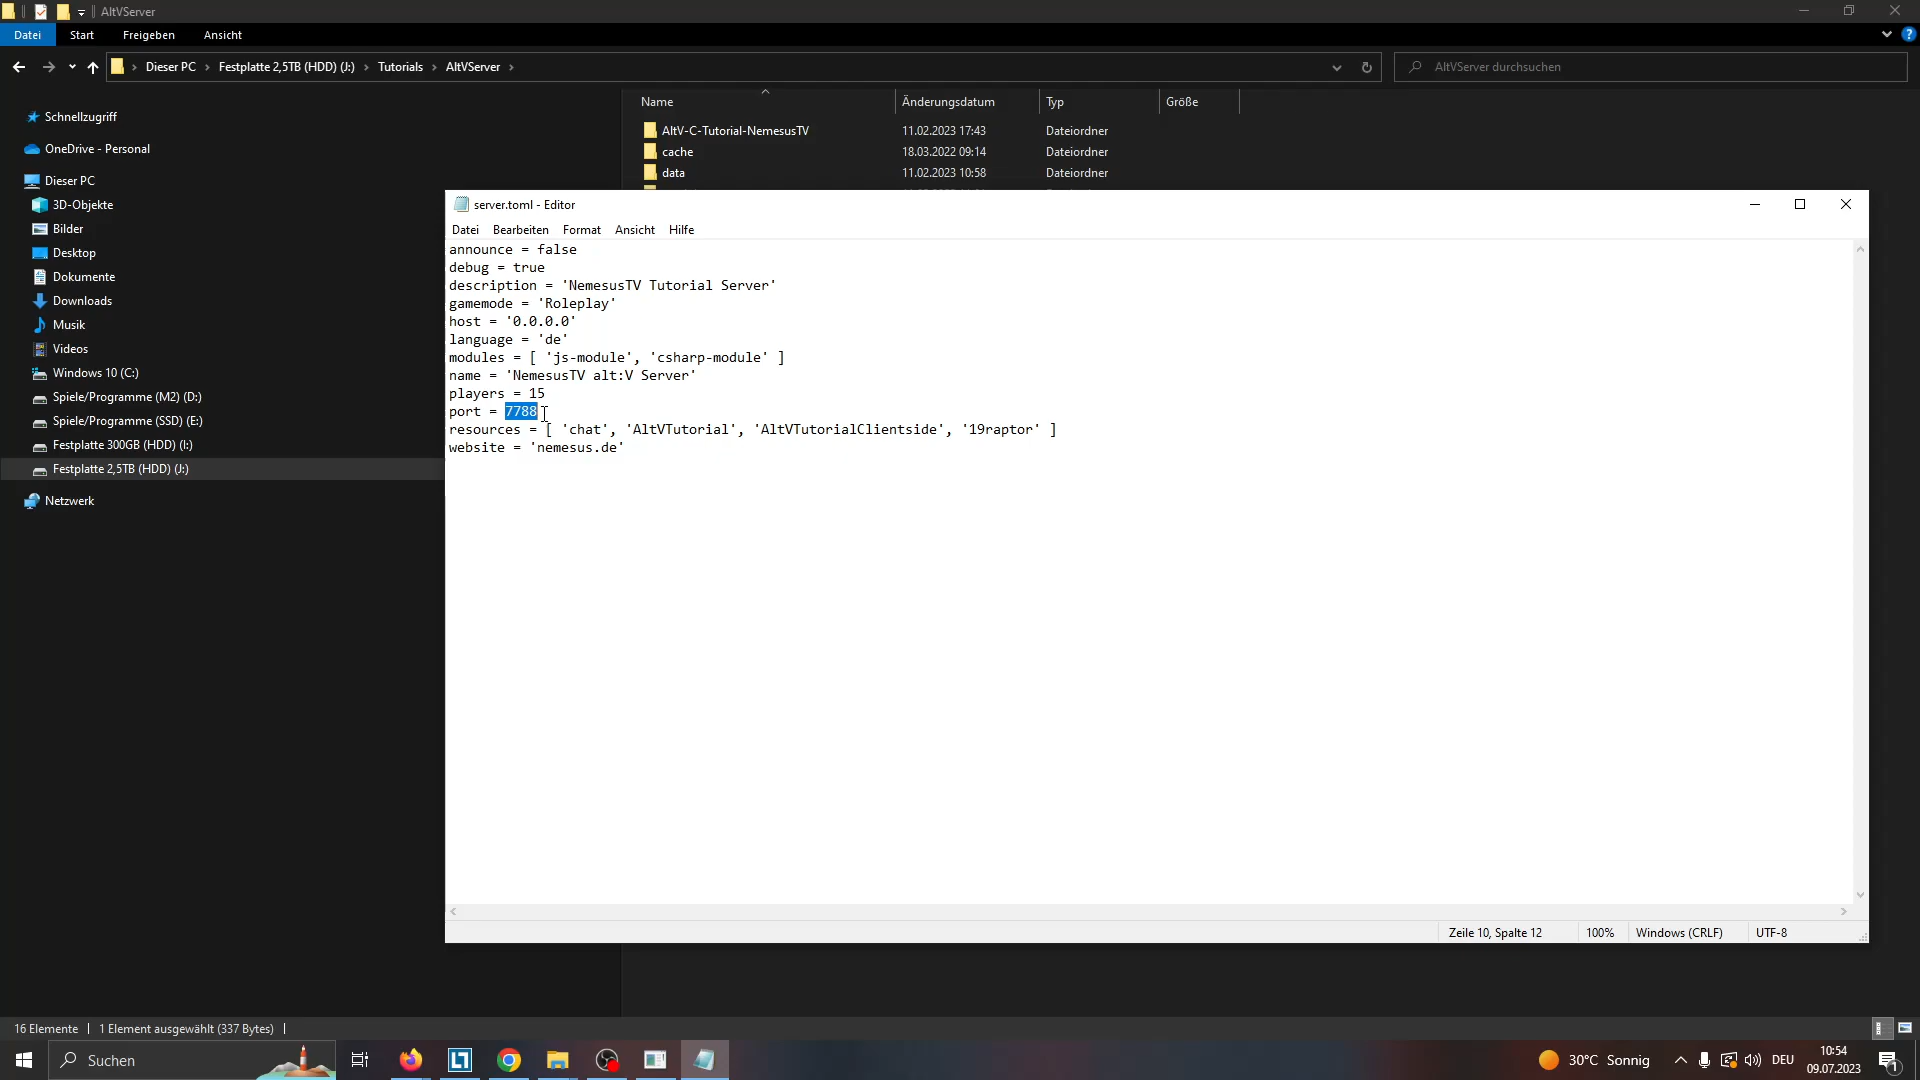 AltVServer
Datei Start Freigeben Ansicht
Dieser PC Festplatte 2,5TB (HDD) (J:) Tutorials AltVServer
AltVServer durchsuchen
Schnellzugriff
OneDrive - Personal
Dieser PC
3D-Objekte
Bilder
Desktop
Dokumente
Downloads
Musik
Videos
Windows 10 (C:)
Spiele/Programme (M2) (D:)
Spiele/Programme (SSD) (E:)
Festplatte 300GB (HDD) (I:)
Festplatte 2,5TB (HDD) (J:)
Netzwerk
Name Änderungsdatum Typ Größe
AltV-C-Tutorial-NemesusTV 11.02.2023 17:43 Dateiordner
cache 18.03.2022 09:14 Dateiordner
data 11.02.2023 10:58 Dateiordner
server.toml - Editor
Datei Bearbeiten Format Ansicht Hilfe
announce = false
debug = true
description = 'NemesusTV Tutorial Server'
gamemode = 'Roleplay'
host = '0.0.0.0'
language = 'de'
modules = [ 'js-module', 'csharp-module' ]
name = 'NemesusTV alt:V Server'
players = 15
port = 7788
resources = [ 'chat', 'AltVTutorial', 'AltVTutorialClientside', '19raptor' ]
website = 'nemesus.de'
Zeile 10, Spalte 12 100% Windows (CRLF) UTF-8
16 Elemente 1 Element ausgewählt (337 Bytes)
Suchen
30°C Sonnig
DEU
10:54
09.07.2023
1